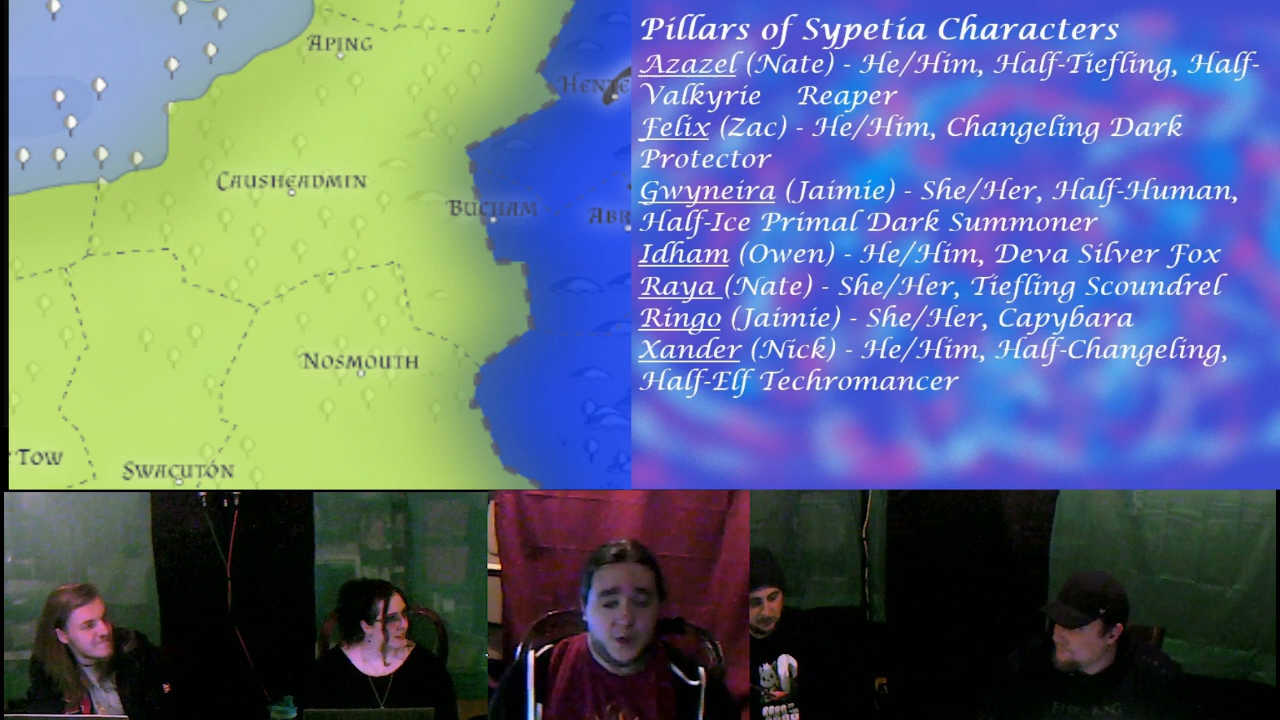 APING
CAUSHEADMIN
BUCHAM
NOSMOUTH
TOW
SWACUTON
Pillars of Sypetia Characters
Azazel (Nate) - He/Him, Half-Tiefling, Half-
Valkyrie Reaper
Felix (Zac) - He/Him, Changeling Dark
Protector
Gwyneira (Jaimie) - She/Her, Half-Human,
Half-Ice Primal Dark Summoner
Idham (Owen) - He/Him, Deva Silver Fox
Raya (Nate) - She/Her, Tiefling Scoundrel
Ringo (Jaimie) - She/Her, Capybara
Xander (Nick) - He/Him, Half-Changeling,
Half-Elf Techromancer